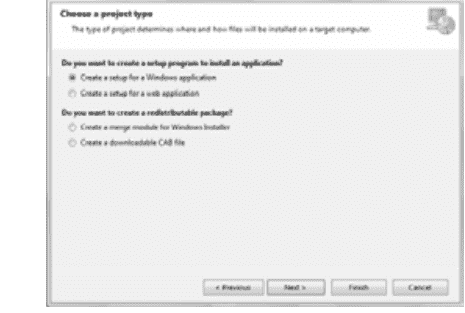 Choose a project type
The type of project determines where and how files will be installed on a target computer.
Do you want to create a setup program to install an application?
Create a setup for a Windows application
Create a setup for a web application
Do you want to create a redistributable package?
Create a merge module for Windows Installer
Create a downloadable CAB file
< Previous
Next >
Finish
Cancel